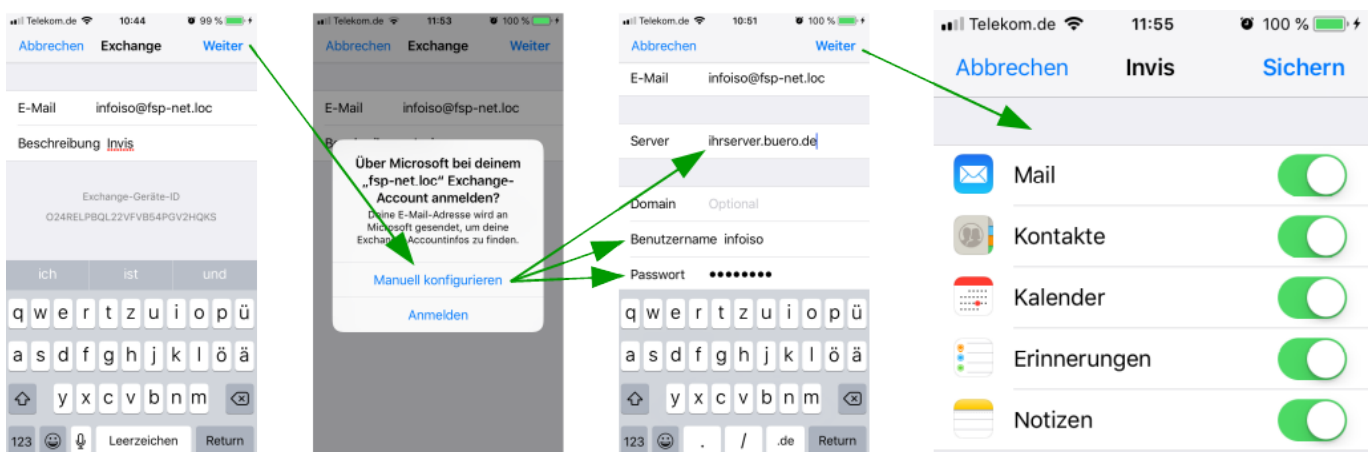 Telekom.de 10:44 99 %
Abbrechen Exchange Weiter
E-Mail infoiso@fsp-net.loc
Beschreibung Invis
Exchange-Geräte-ID
O24RELPBQL22VFVB54PGV2HQKS
ich ist und
q w e r t z u i o p ü
a s d f g h j k l ö ä
y x c v b n m
123 Leerzeichen Return
Telekom.de 11:53 100 %
Abbrechen Exchange Weiter
E-Mail infoiso@fsp-net.loc
Über Microsoft bei deinem
„fsp-net.loc“ Exchange-
Account anmelden?
Deine E-Mail-Adresse wird an
Microsoft gesendet, um deine
Exchange-Accountinfos zu finden.
Manuell konfigurieren
Anmelden
Telekom.de 10:51 100 %
Abbrechen Weiter
E-Mail infoiso@fsp-net.loc
Server ihrserver.buero.de
Domain Optional
Benutzername infoiso
Passwort ••••••••
q w e r t z u i o p ü
a s d f g h j k l ö ä
y x c v b n m
123 . / .de Return
Telekom.de 11:55 100 %
Abbrechen Invis Sichern
Mail
Kontakte
Kalender
Erinnerungen
Notizen